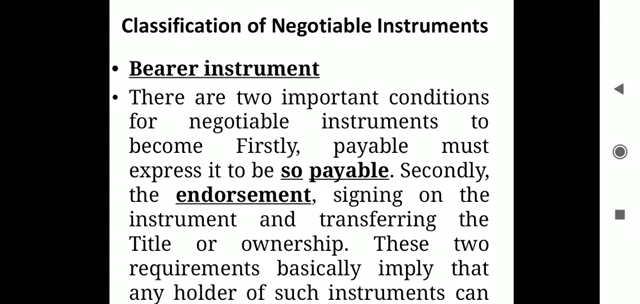 Classification of Negotiable Instruments
• Bearer instrument
• There are two important conditions
for negotiable instruments to
become Firstly, payable must
express it to be so payable. Secondly,
the endorsement, signing on the
instrument and transferring the
Title or ownership. These two
requirements basically imply that
any holder of such instruments can